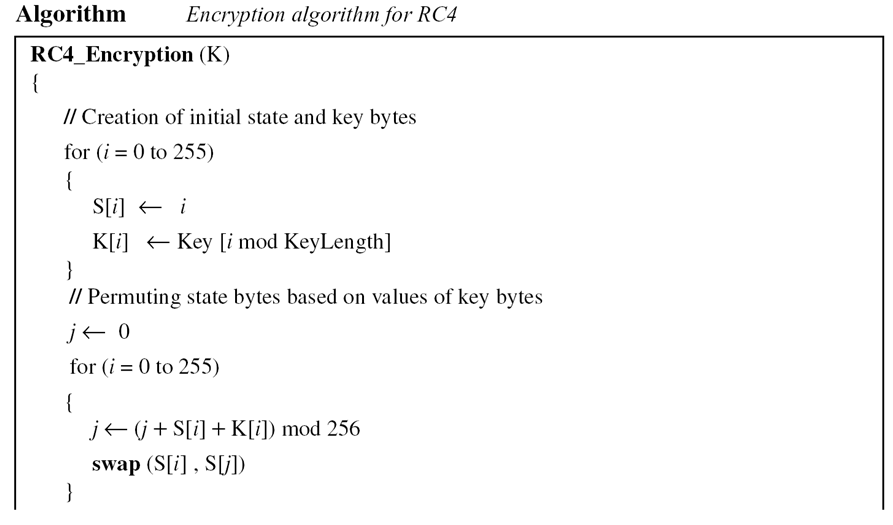 Algorithm Encryption algorithm for RC4
RC4_Encryption (K)
{
// Creation of initial state and key bytes
for (i = 0 to 255)
{
S[i] ← i
K[i] ← Key [i mod KeyLength]
}
// Permuting state bytes based on values of key bytes
j ← 0
for (i = 0 to 255)
{
j ← (j + S[i] + K[i]) mod 256
swap (S[i] , S[j])
}